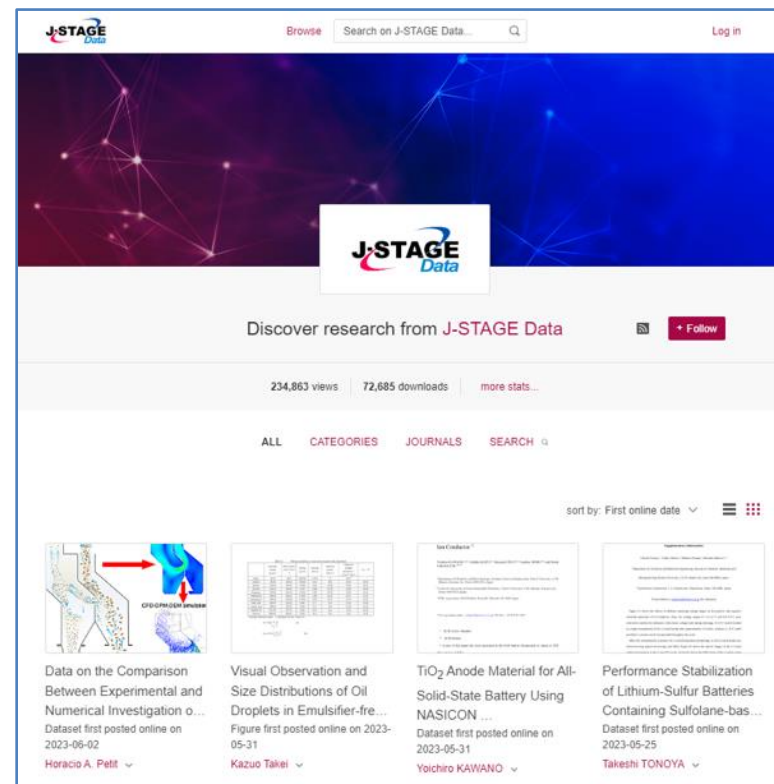 J-STAGE
Data
Browse
Search on J-STAGE Data...
Log in
J-STAGE
Data
Discover research from J-STAGE Data
+ Follow
234,863 views
72,685 downloads
more stats...
ALL
CATEGORIES
JOURNALS
SEARCH
sort by: First online date
CFD-DPM-DEM simulation
Ion Conductor
Supplementary Information
Data on the Comparison
Between Experimental and
Numerical Investigation o...
Dataset first posted online on
2023-06-02
Horacio A. Petit
Visual Observation and
Size Distributions of Oil
Droplets in Emulsifier-fre...
Figure first posted online on 2023-
05-31
Kazuo Takei
TiO2 Anode Material for All-
Solid-State Battery Using
NASICON ...
Dataset first posted online on
2023-05-31
Yoichiro KAWANO
Performance Stabilization
of Lithium-Sulfur Batteries
Containing Sulfolane-bas...
Dataset first posted online on
2023-05-25
Takeshi TONOYA